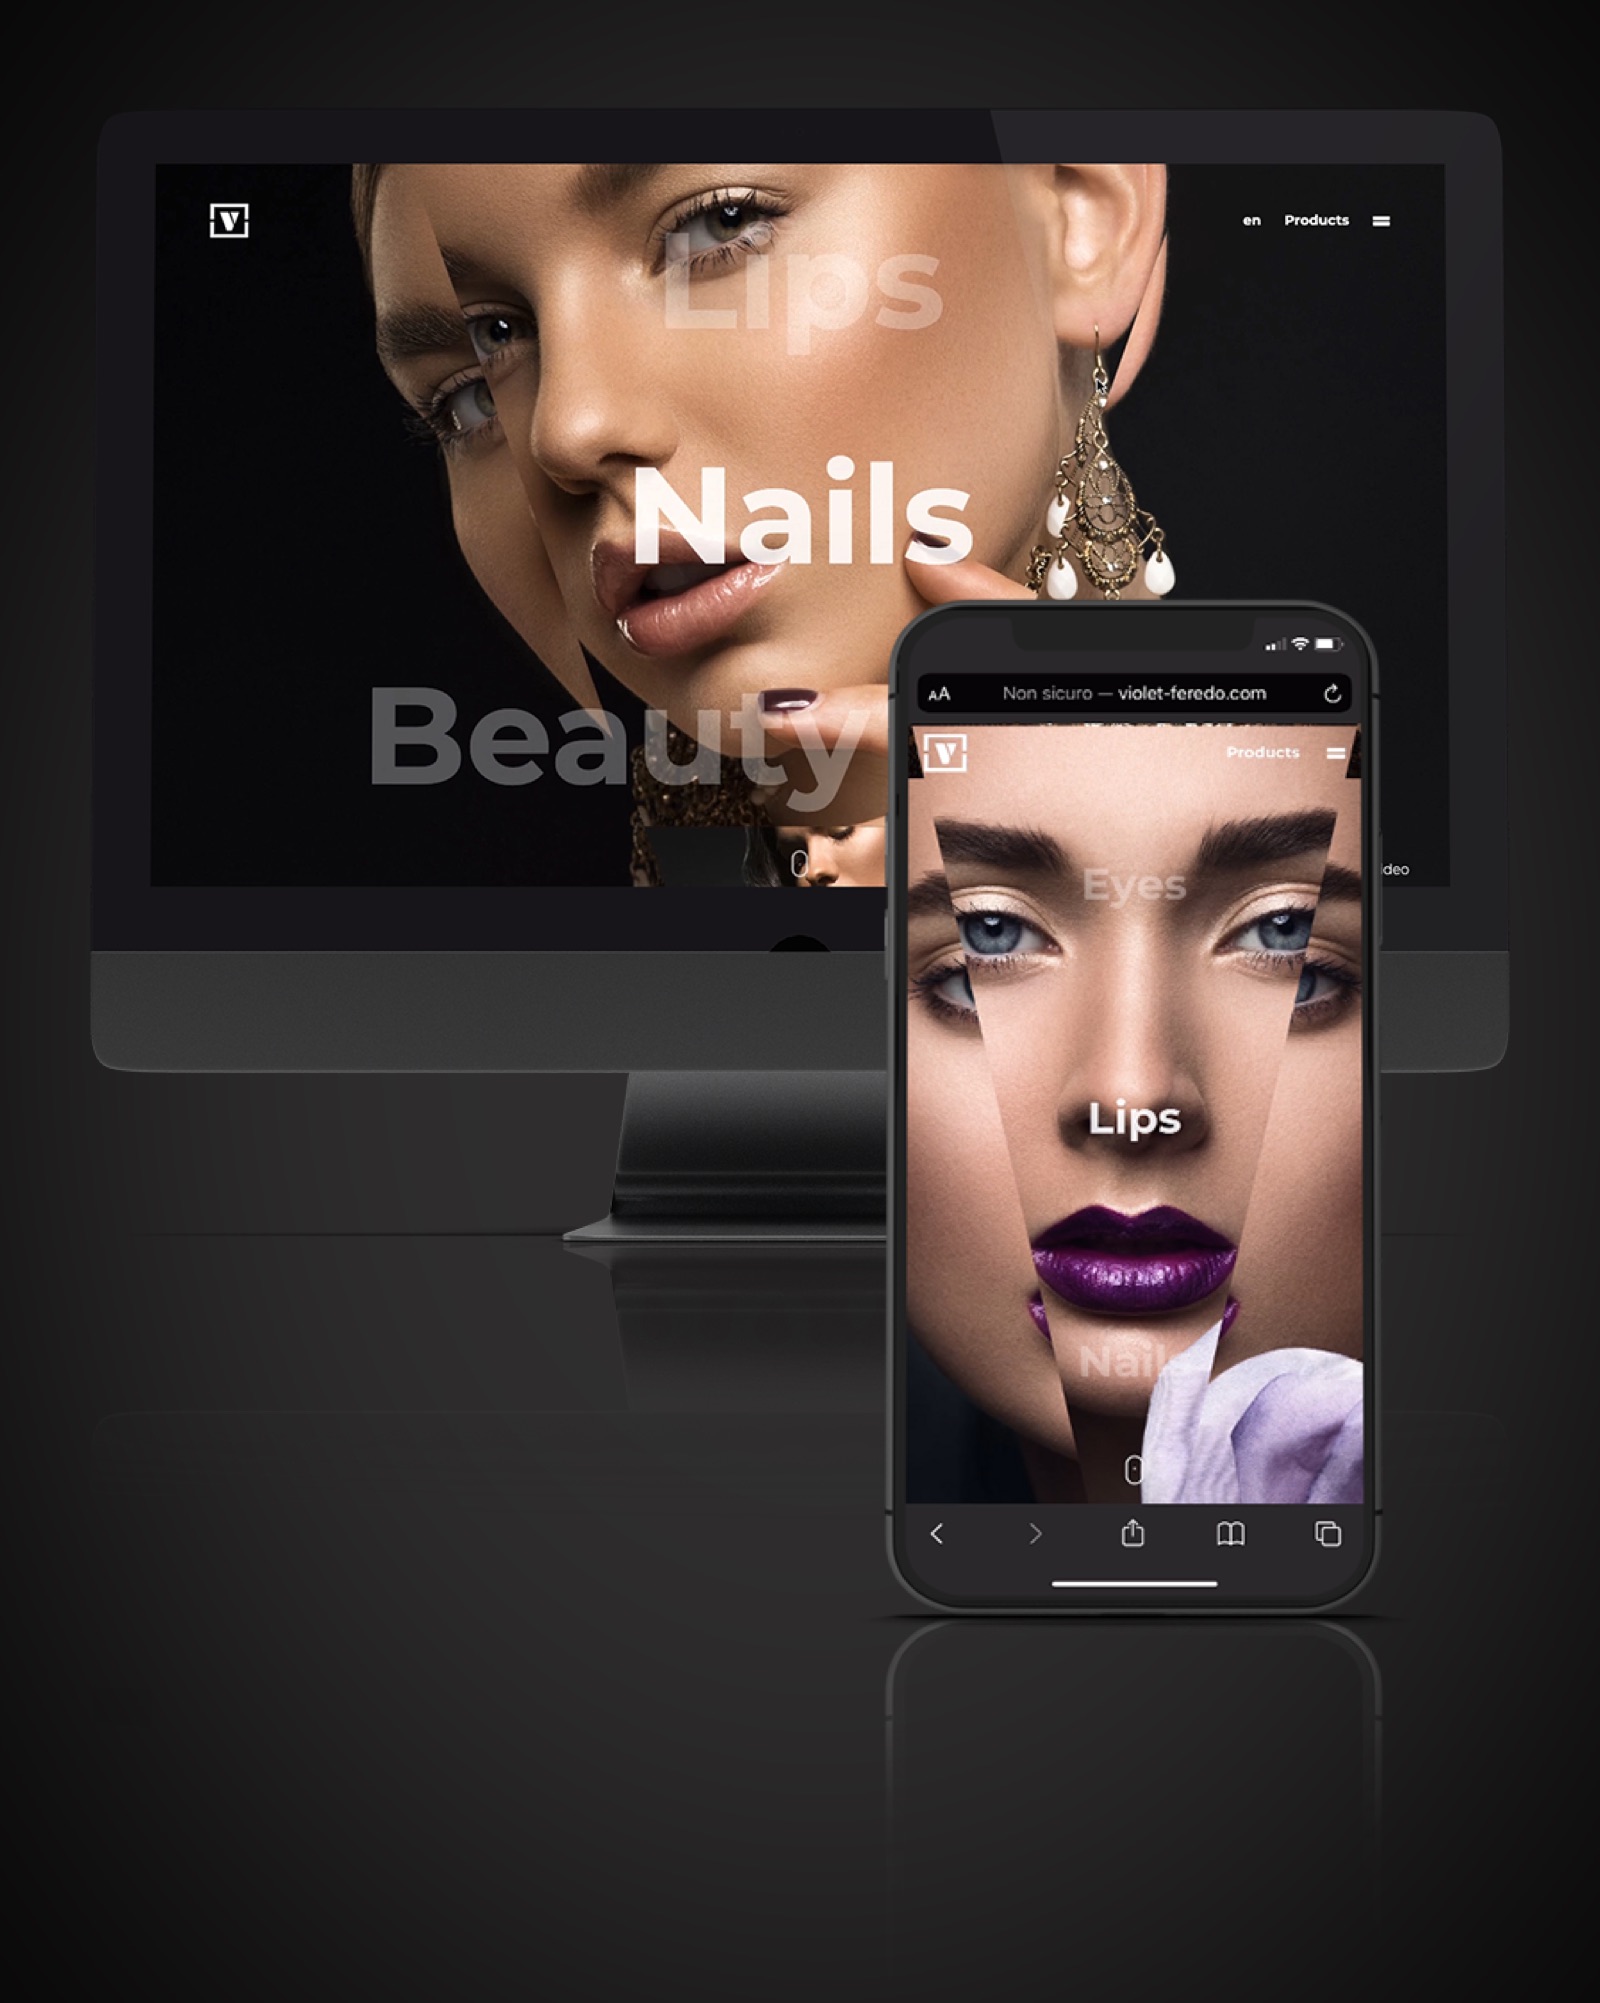 V
en Products
Lips
Nails
Beauty
ideo
AA Non sicuro — violet-feredo.com
V Products
Eyes
Lips
Nails